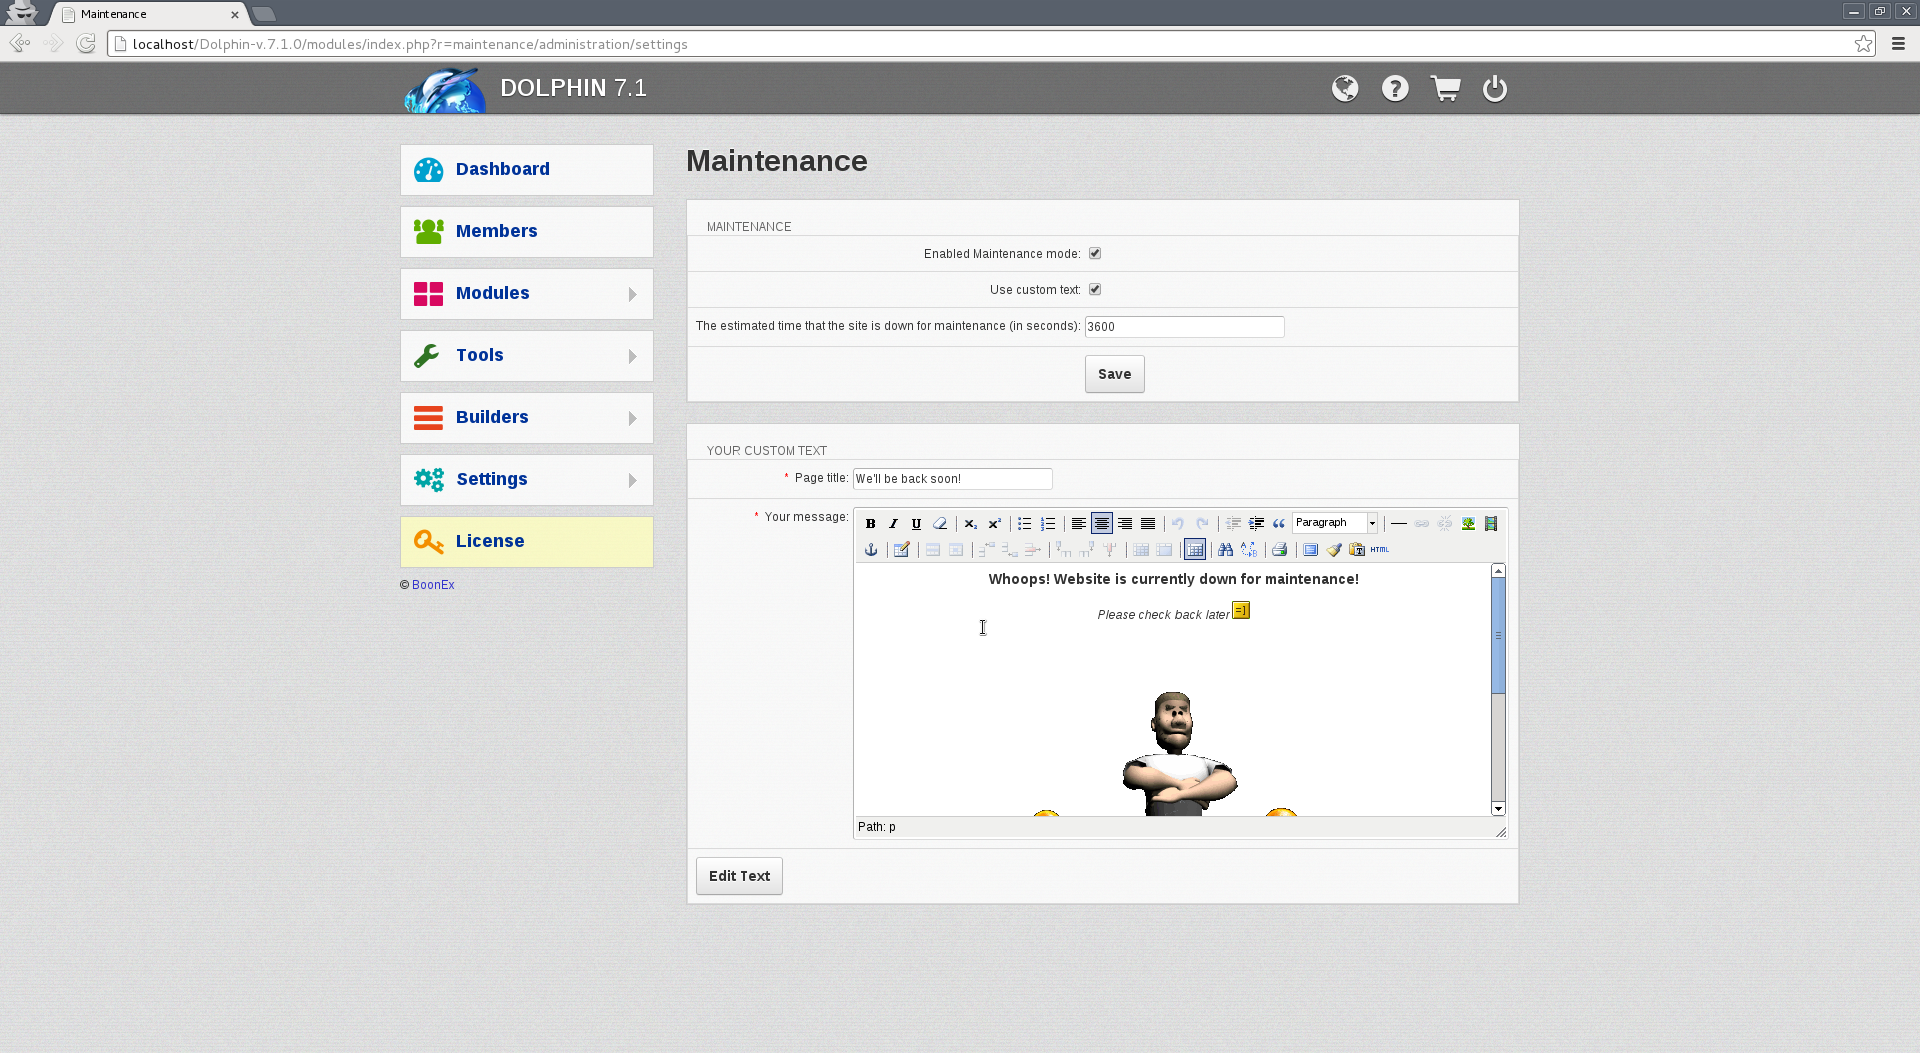 Maintenance
localhost/Dolphin-v.7.1.0/modules/index.php?r=maintenance/administration/settings
DOLPHIN 7.1
Dashboard
Members
Modules
Tools
Builders
Settings
License
© BoonEx
Maintenance
MAINTENANCE
Enabled Maintenance mode:
Use custom text:
The estimated time that the site is down for maintenance (in seconds): 3600
Save
YOUR CUSTOM TEXT
* Page title: We'll be back soon!
* Your message:
Paragraph
HTML
Whoops! Website is currently down for maintenance!
Please check back later =]
Path: p
Edit Text